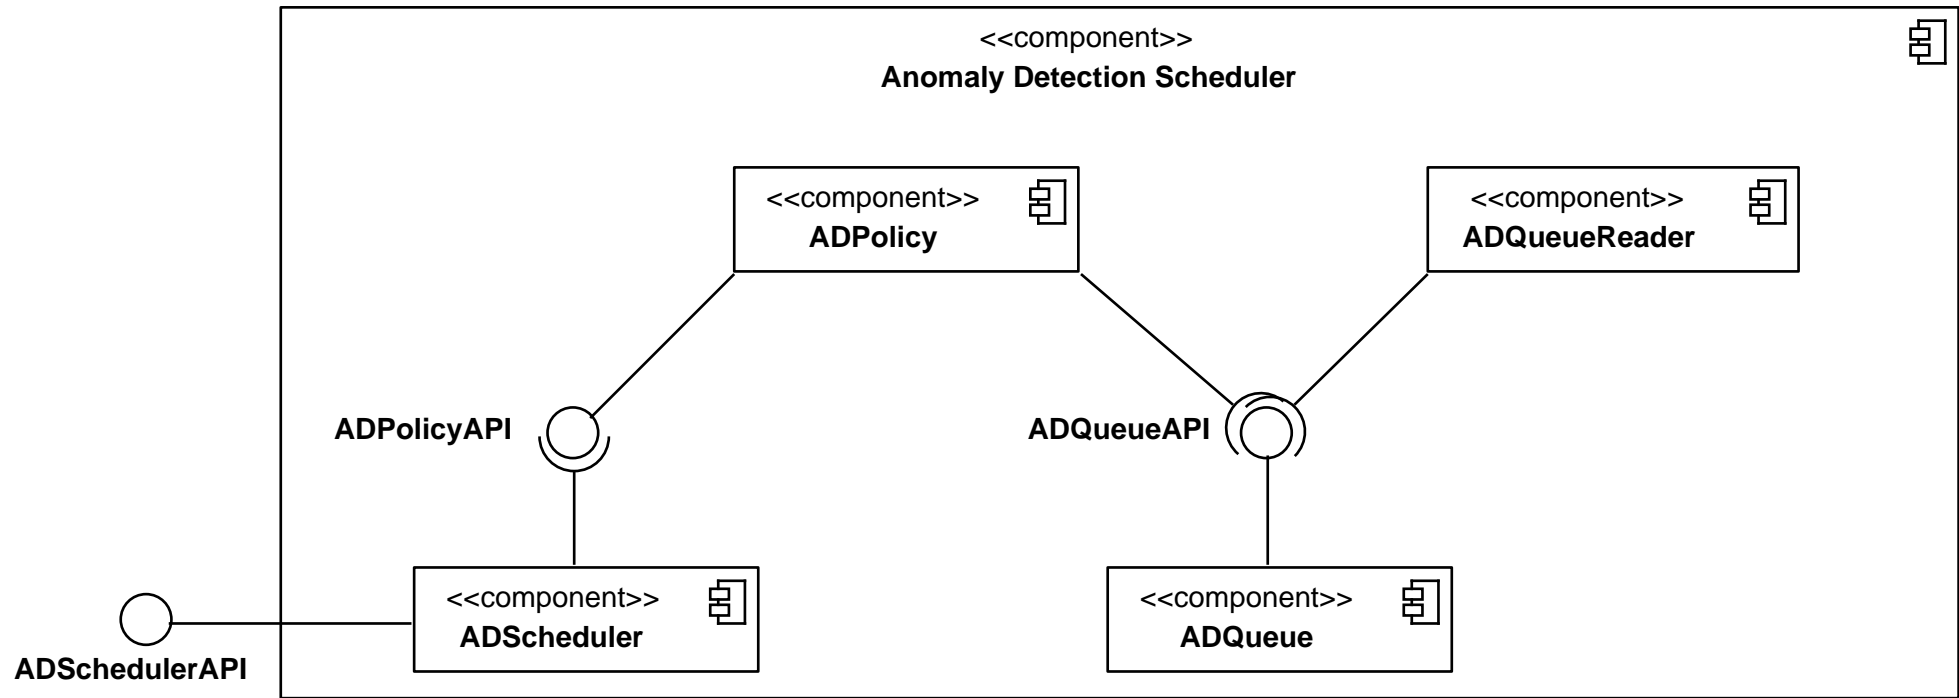 <<component>>
Anomaly Detection Scheduler
<<component>>
ADPolicy
<<component>>
ADQueueReader
ADPolicyAPI
ADQueueAPI
<<component>>
ADScheduler
<<component>>
ADQueue
ADSchedulerAPI